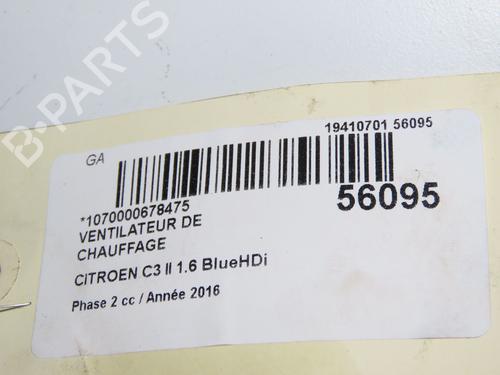 B-PARTS
GA
19410701 56095
*1070000678475
56095
VENTILATEUR DE
CHAUFFAGE
CITROEN C3 II 1.6 BlueHDi
Phase 2 cc / Année 2016